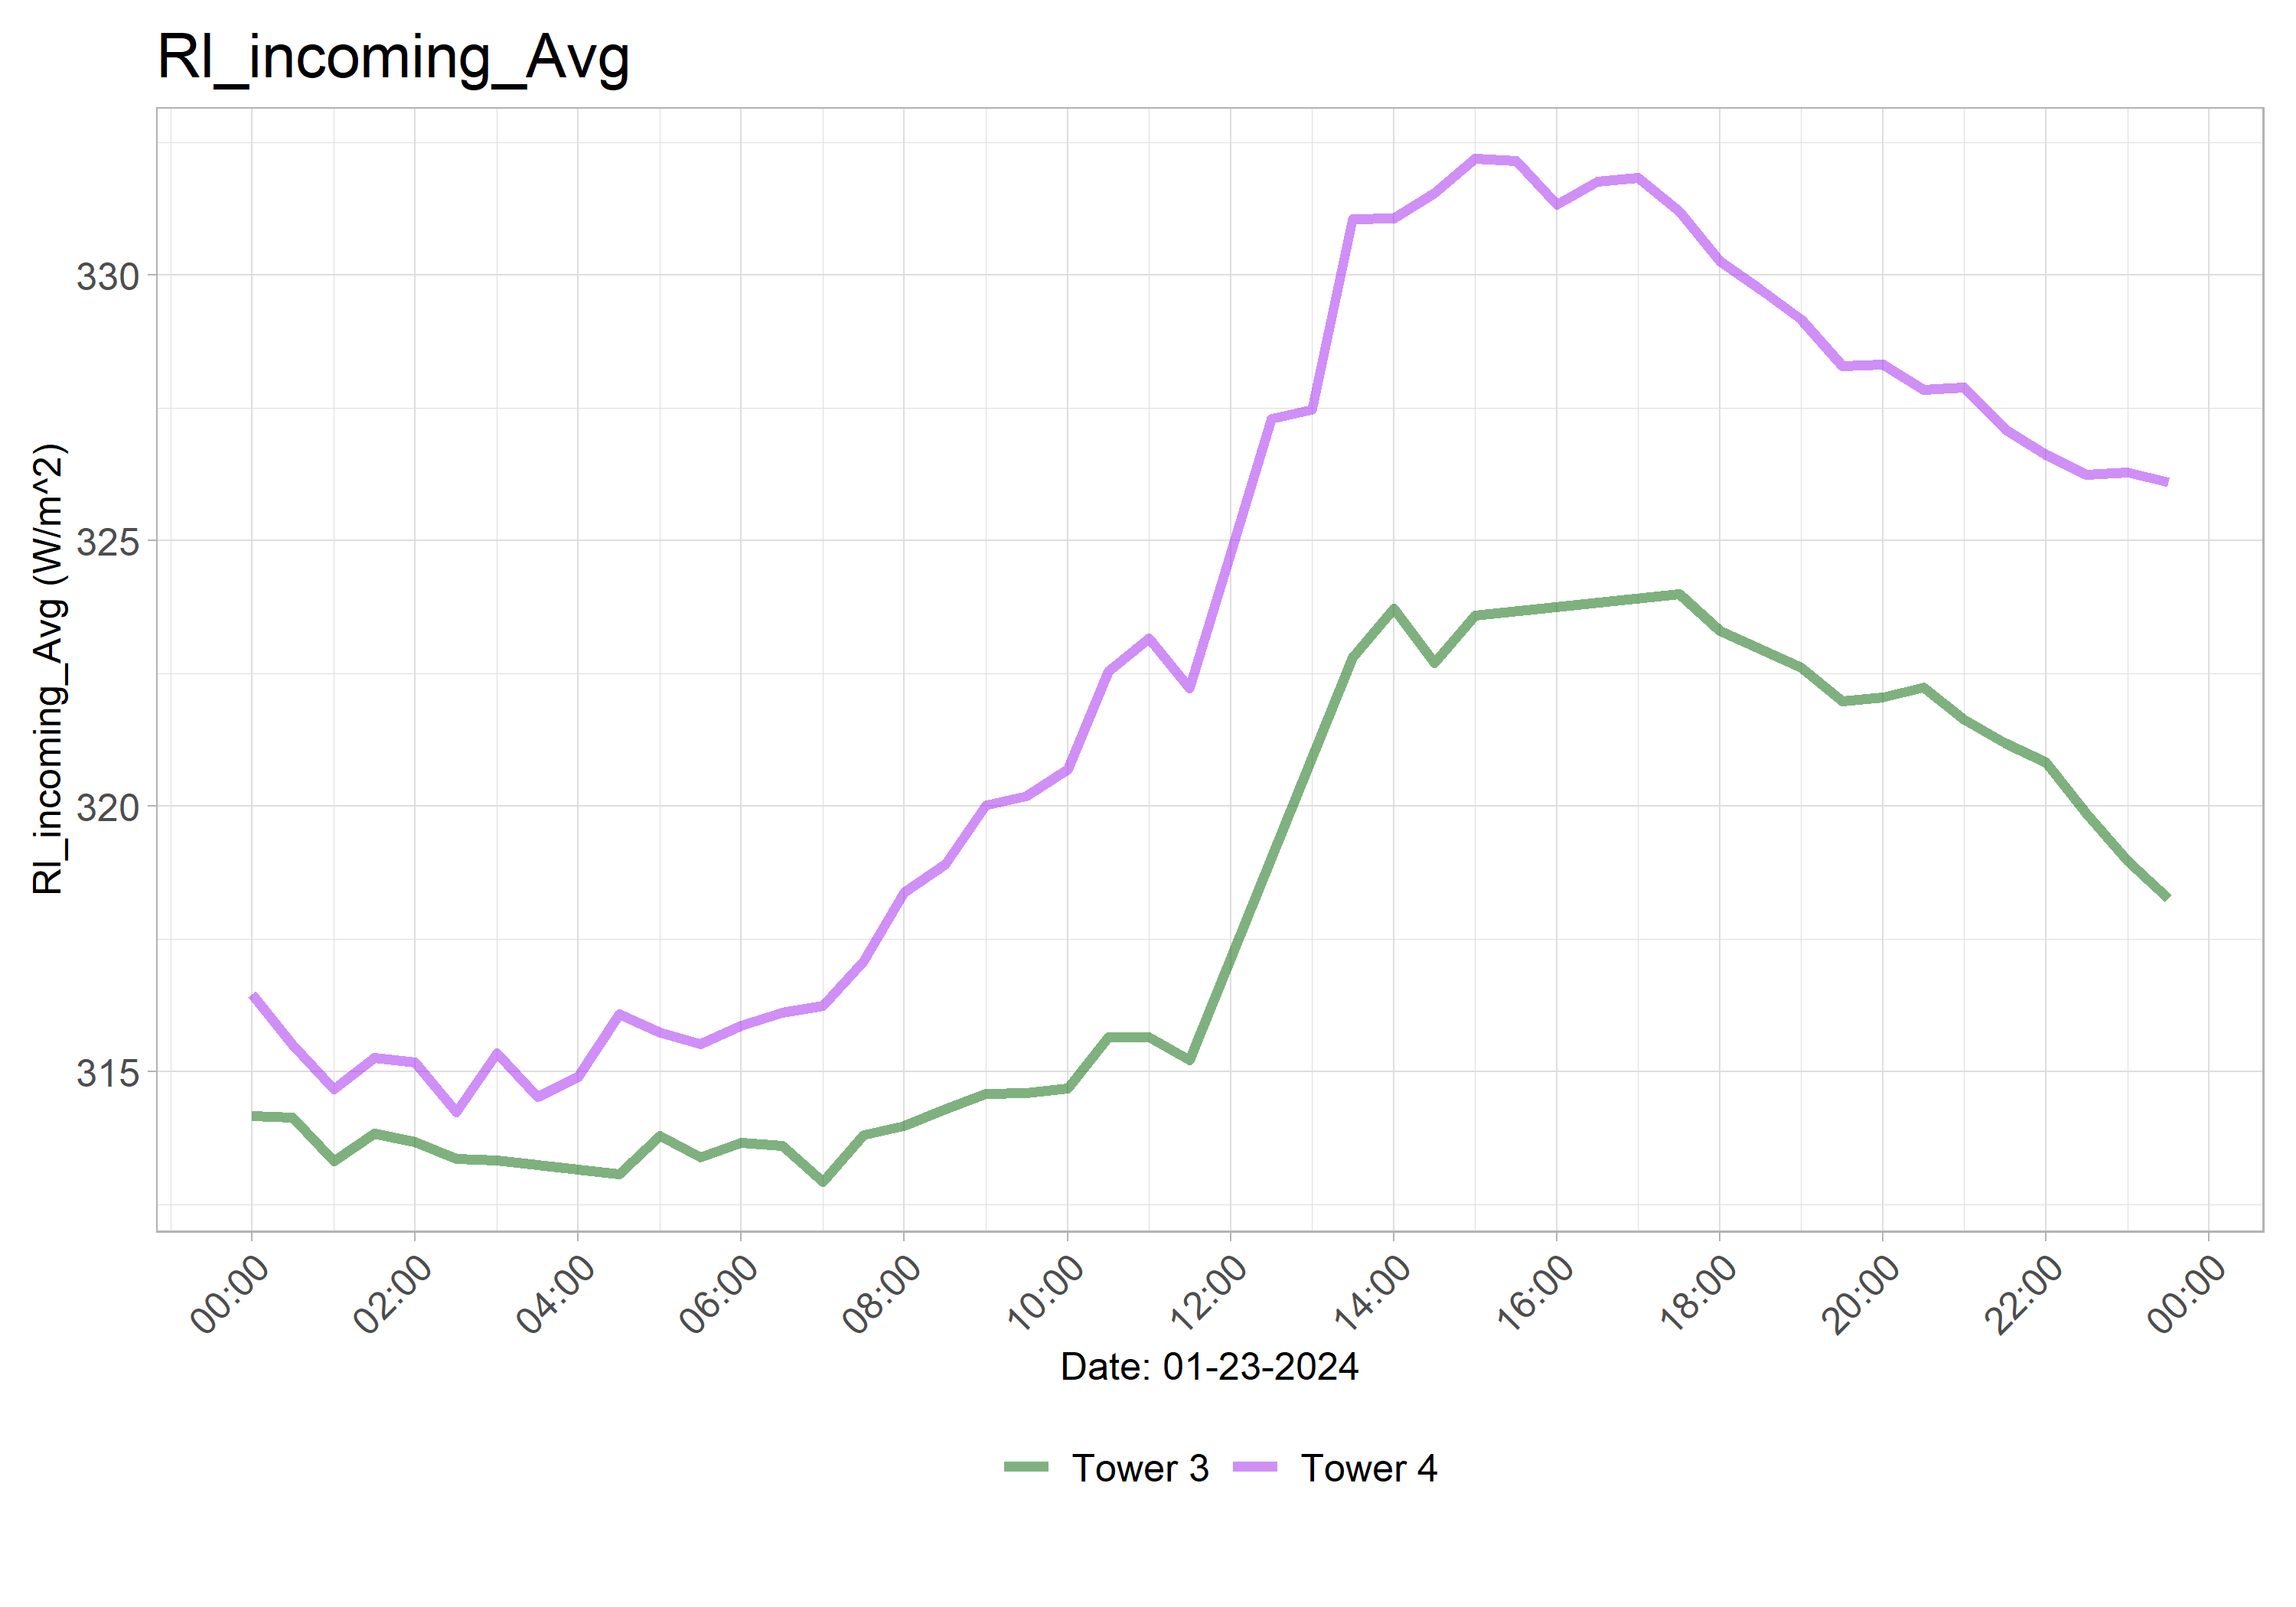 Rl_incoming_Avg
Rl_incoming_Avg (W/m^2)
330
325
320
315
00:00 02:00 04:00 06:00 08:00 10:00 12:00 14:00 16:00 18:00 20:00 22:00 00:00
Date: 01-23-2024
Tower 3 Tower 4